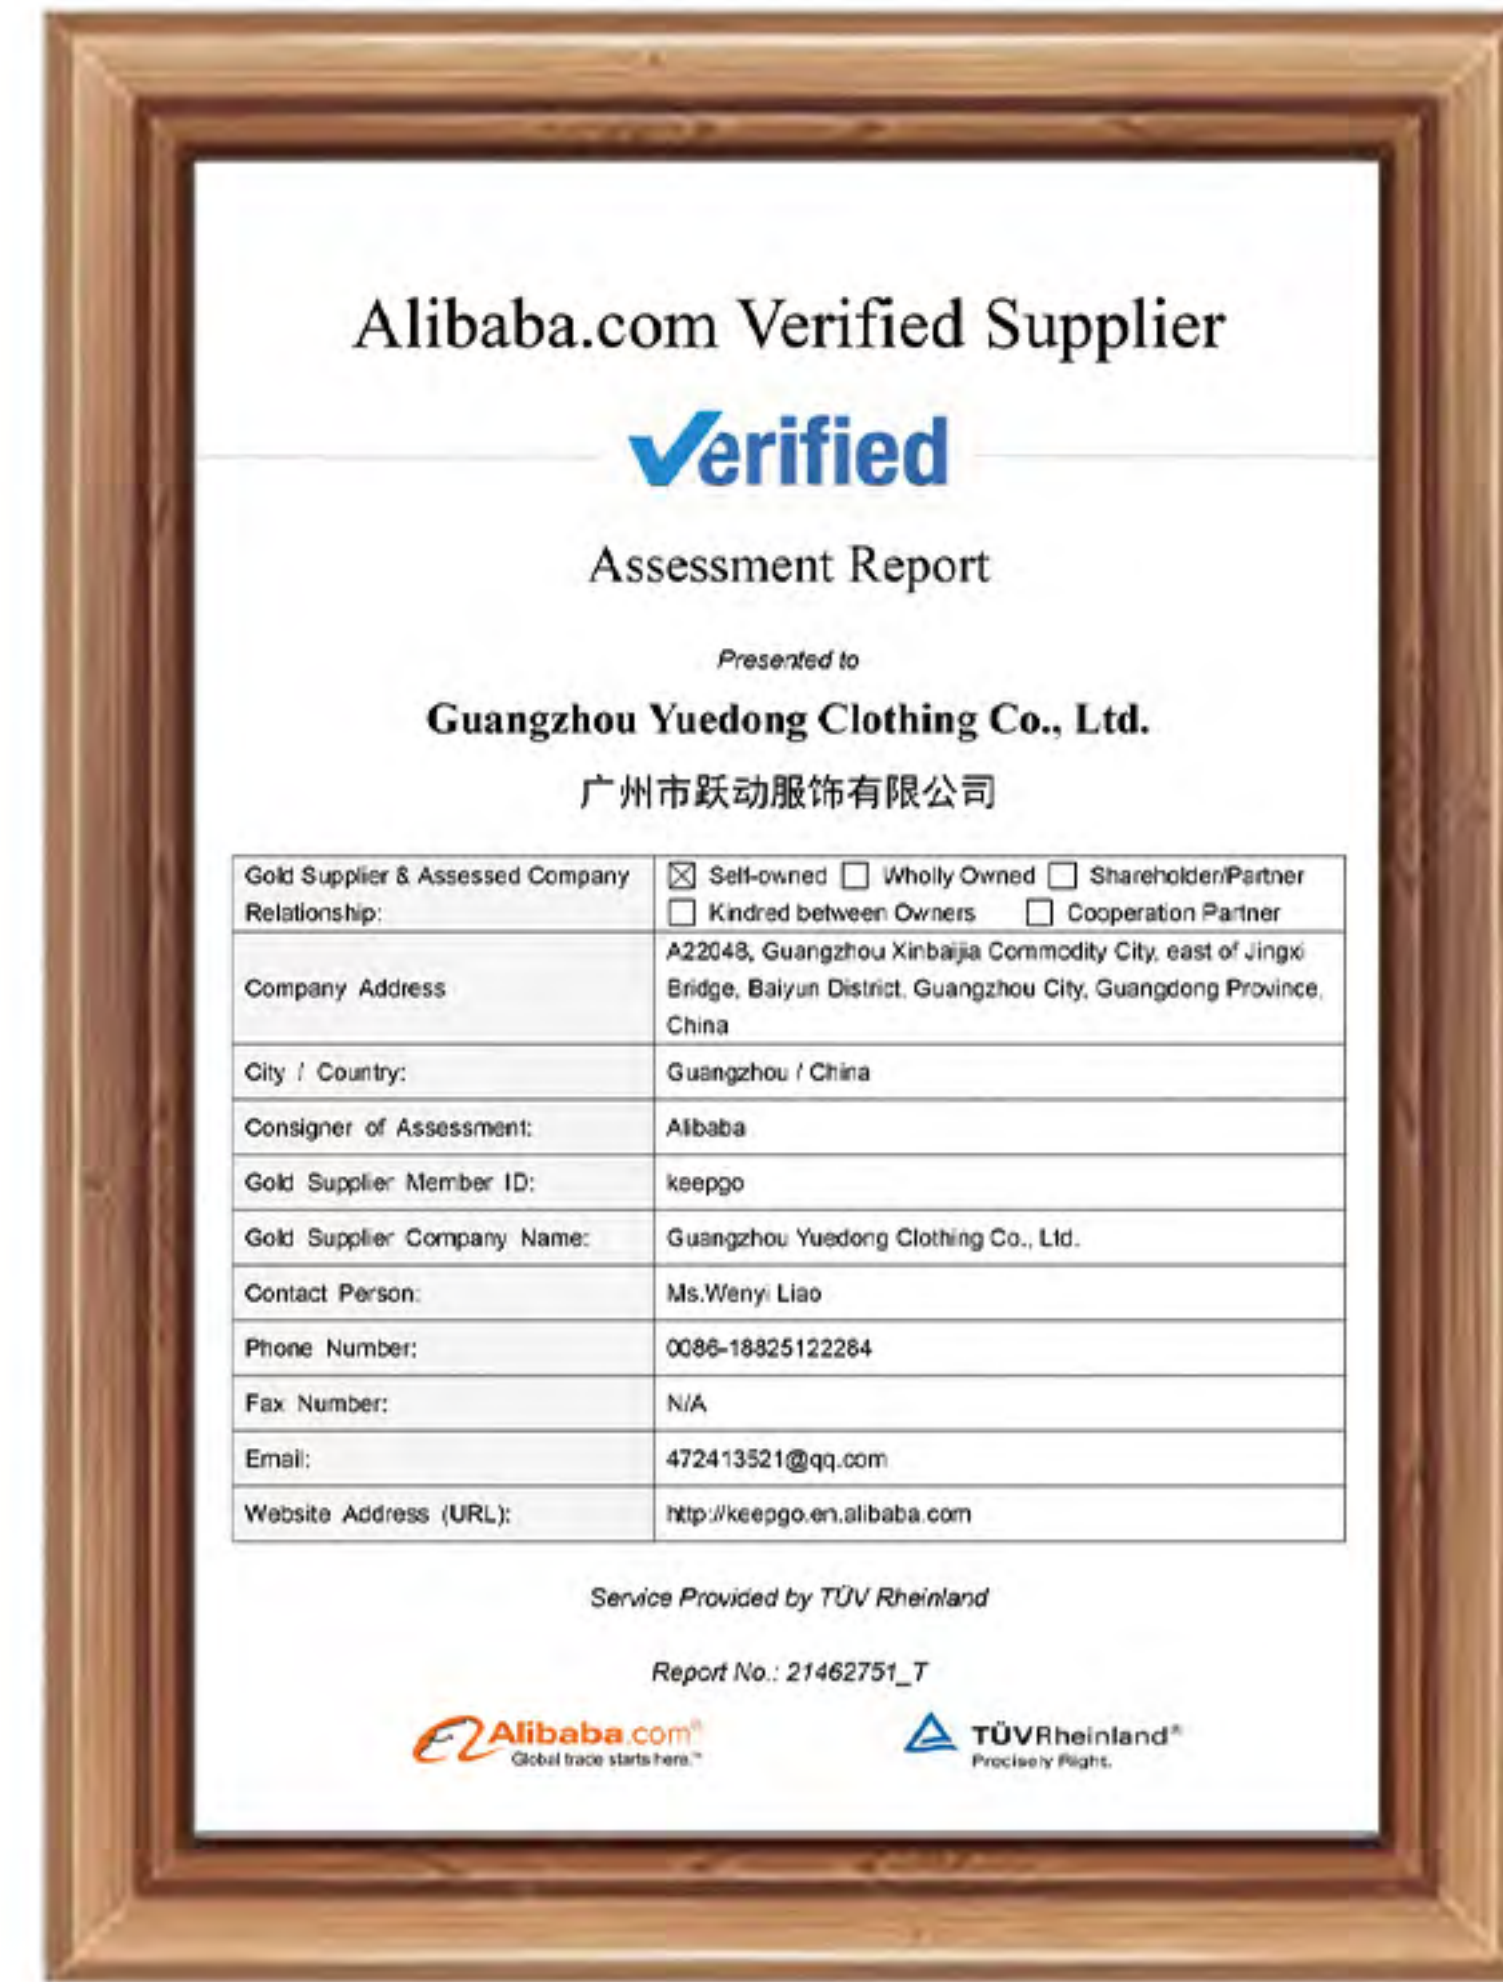 Alibaba.com Verified Supplier
Verified
Assessment Report
Presented to
Guangzhou Yuedong Clothing Co., Ltd.
广州市跃动服饰有限公司
Gold Supplier & Assessed Company Relationship:
☒ Self-owned ☐ Wholly Owned ☐ Shareholder/Partner
☐ Kindred between Owners ☐ Cooperation Partner
Company Address
A22048, Guangzhou Xinbaijia Commodity City, east of Jingxi
Bridge, Baiyun District, Guangzhou City, Guangdong Province,
China
City / Country: Guangzhou / China
Consigner of Assessment: Alibaba
Gold Supplier Member ID: keepgo
Gold Supplier Company Name: Guangzhou Yuedong Clothing Co., Ltd.
Contact Person: Ms.Wenyi Liao
Phone Number: 0086-18825122284
Fax Number: N/A
Email: 472413521@qq.com
Website Address (URL): http://keepgo.en.alibaba.com
Service Provided by TÜV Rheinland
Report No.: 21462751_T
Alibaba.com®
Global trade starts here.™
TÜVRheinland®
Precisely Right.